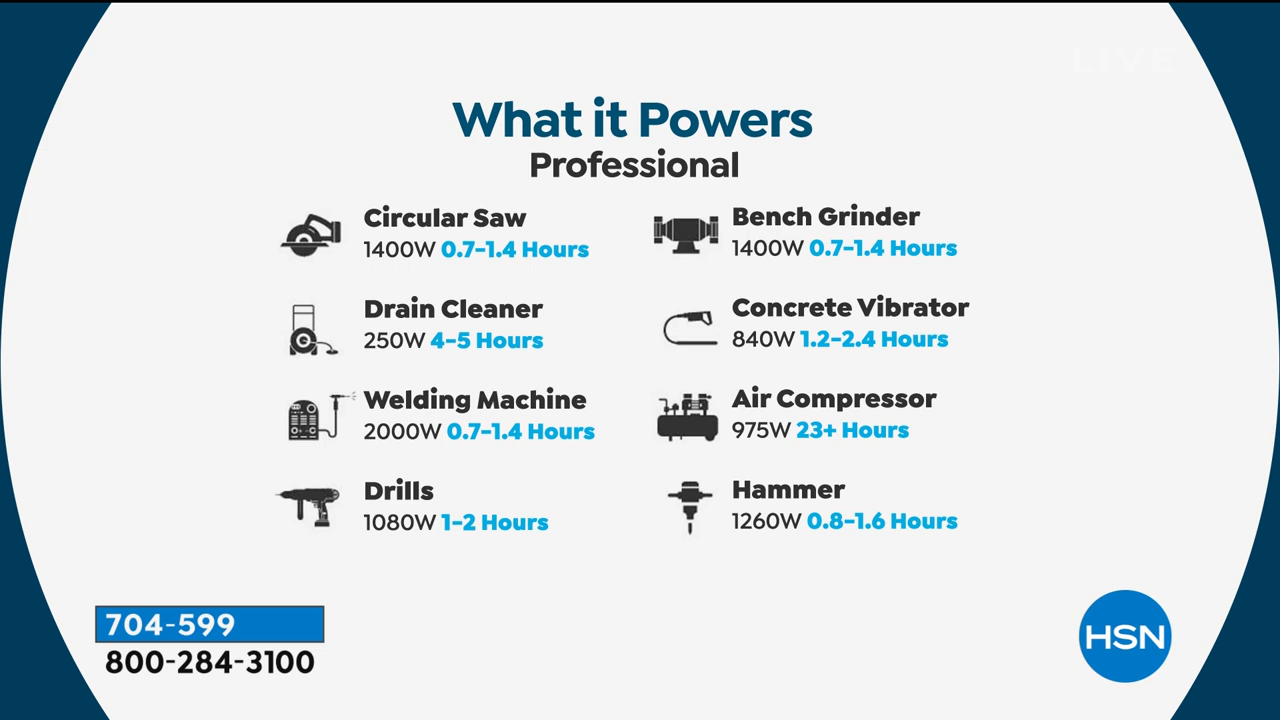 LIVE
What it Powers
Professional
Circular Saw
1400W 0.7-1.4 Hours
Bench Grinder
1400W 0.7-1.4 Hours
Drain Cleaner
250W 4-5 Hours
Concrete Vibrator
840W 1.2-2.4 Hours
Welding Machine
2000W 0.7-1.4 Hours
Air Compressor
975W 23+ Hours
Drills
1080W 1-2 Hours
Hammer
1260W 0.8-1.6 Hours
704-599
800-284-3100
HSN